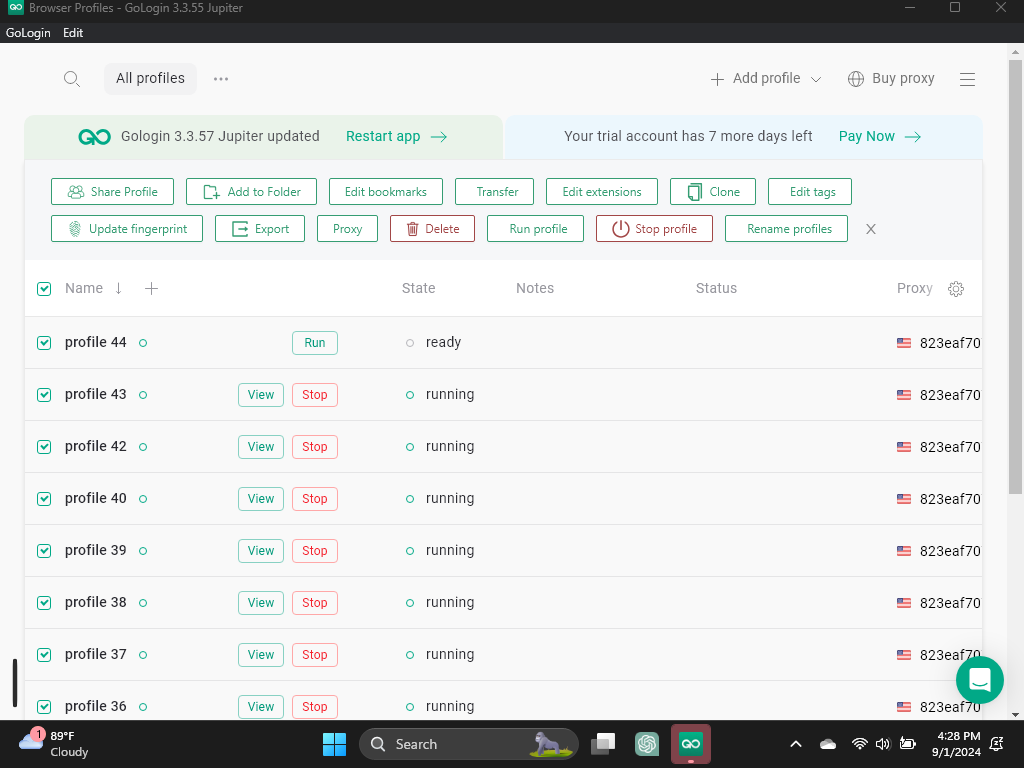 Browser Profiles - GoLogin 3.3.55 Jupiter
GoLogin Edit
All profiles ••• Add profile Buy proxy
Gologin 3.3.57 Jupiter updated Restart app Your trial account has 7 more days left Pay Now
Share Profile Add to Folder Edit bookmarks Transfer Edit extensions Clone Edit tags
Update fingerprint Export Proxy Delete Run profile Stop profile Rename profiles X
Name State Notes Status Proxy
profile 44 Run ready 823eaf70
profile 43 View Stop running 823eaf70
profile 42 View Stop running 823eaf70
profile 40 View Stop running 823eaf70
profile 39 View Stop running 823eaf70
profile 38 View Stop running 823eaf70
profile 37 View Stop running 823eaf70
profile 36 View Stop running 823eaf70
1 89°F
Cloudy
Search
4:28 PM
9/1/2024